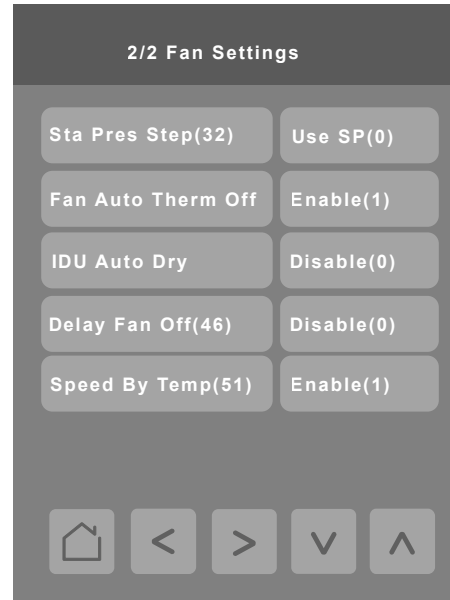 2/2 Fan Settings
Sta Pres Step(32) Use SP(0)
Fan Auto Therm Off Enable(1)
IDU Auto Dry Disable(0)
Delay Fan Off(46) Disable(0)
Speed By Temp(51) Enable(1)